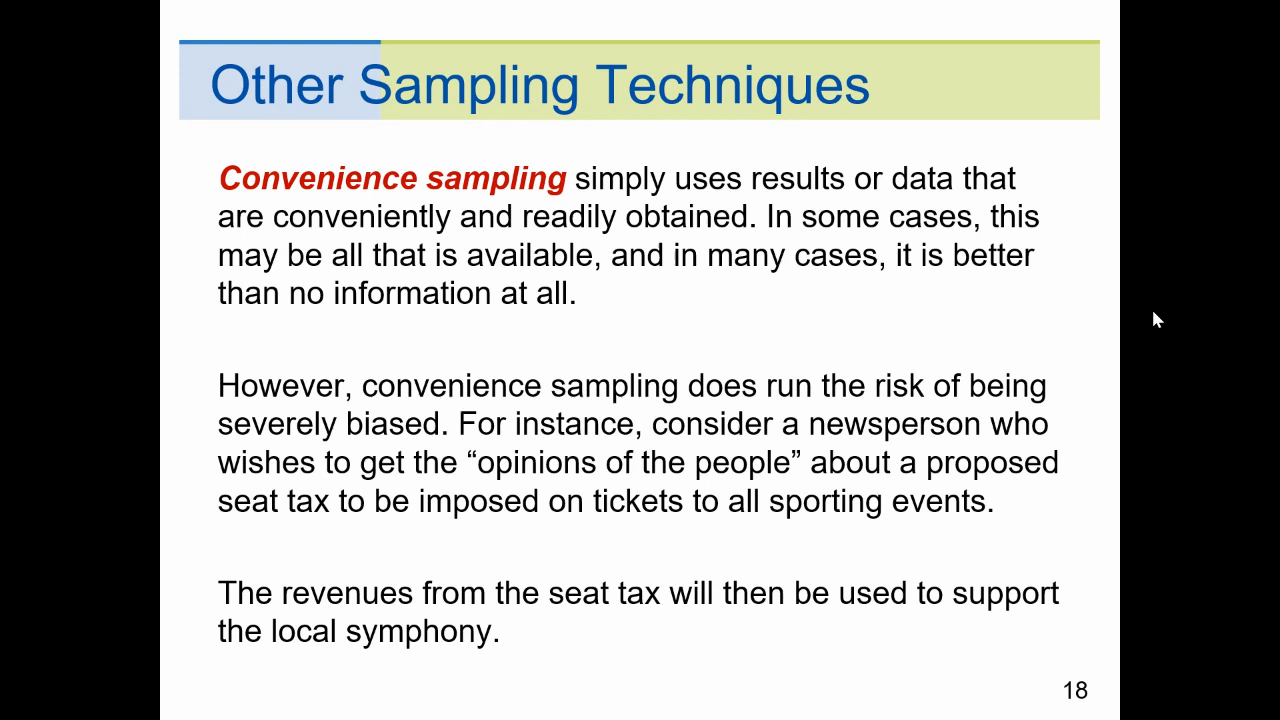 Other Sampling Techniques
Convenience sampling simply uses results or data that
are conveniently and readily obtained. In some cases, this
may be all that is available, and in many cases, it is better
than no information at all.
However, convenience sampling does run the risk of being
severely biased. For instance, consider a newsperson who
wishes to get the “opinions of the people” about a proposed
seat tax to be imposed on tickets to all sporting events.
The revenues from the seat tax will then be used to support
the local symphony.
18